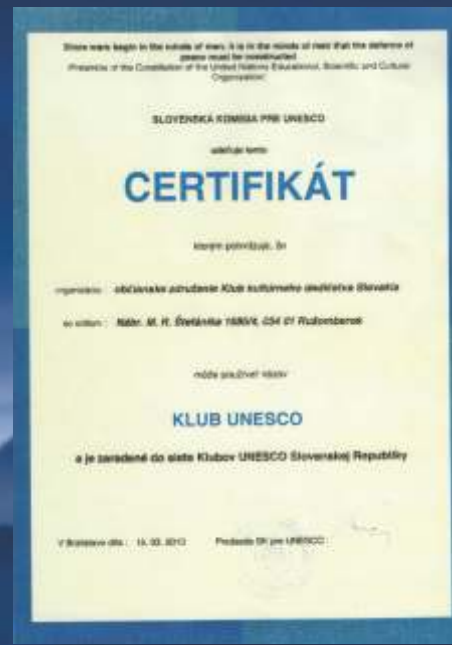 Since wars begin in the minds of men, it is in the minds of men that the defence of
peace must be constructed
(Preamble of the Constitution of the United Nations Educational, Scientific and Cultural
Organization)
SLOVENSKÁ KOMISIA PRE UNESCO
udeľuje tento
CERTIFIKÁT
ktorým potvrdzuje, že
organizácia: občianske združenie Klub kultúrneho dedičstva Slovakia
so sídlom: Nábr. M. R. Štefánika, 034 01 Ružomberok
môže používať názov
KLUB UNESCO
a je zaradené do siete Klubov UNESCO Slovenskej Republiky
V Bratislave dňa: 2013 Predseda SK pre UNESCO: